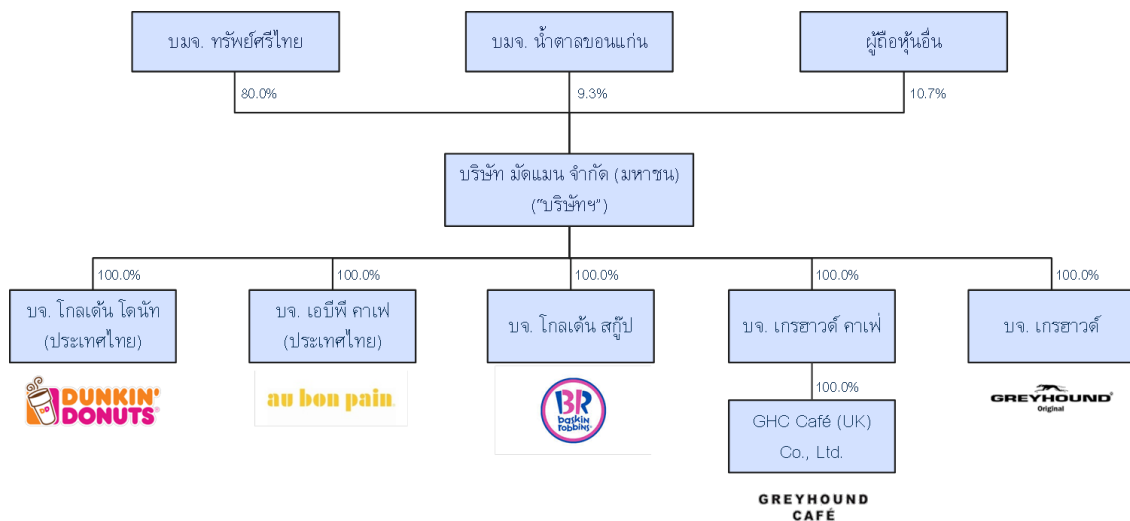 บมจ. ทรัพย์ศรีไทย
บมจ. น้ำตาลขอนแก่น
ผู้ถือหุ้นอื่น
80.0%
9.3%
10.7%
บริษัท มัดแมน จำกัด (มหาชน)
("บริษัทฯ")
100.0%
100.0%
100.0%
100.0%
100.0%
บจ. โกลเด้น โดนัท
(ประเทศไทย)
บจ. เอบีพี คาเฟ่
(ประเทศไทย)
บจ. โกลเด้น สกู๊ป
บจ. เกรฮาวด์ คาเฟ่
บจ. เกรฮาวด์
DUNKIN'
DONUTS
au bon pain.
BR
baskin
robbins
100.0%
GREYHOUND
Original
GHC Café (UK)
Co., Ltd.
GREYHOUND
CAFÉ